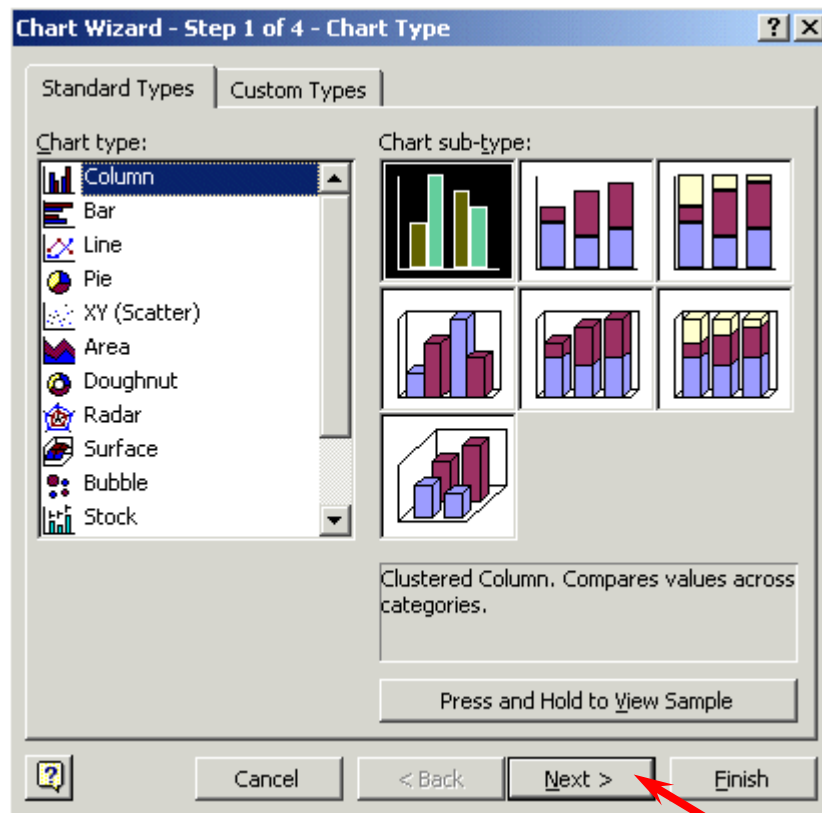 Chart Wizard - Step 1 of 4 - Chart Type
Standard Types
Custom Types
Chart type:
Column
Bar
Line
Pie
XY (Scatter)
Area
Doughnut
Radar
Surface
Bubble
Stock
Chart sub-type:
Clustered Column. Compares values across
categories.
Press and Hold to View Sample
Cancel
< Back
Next >
Finish